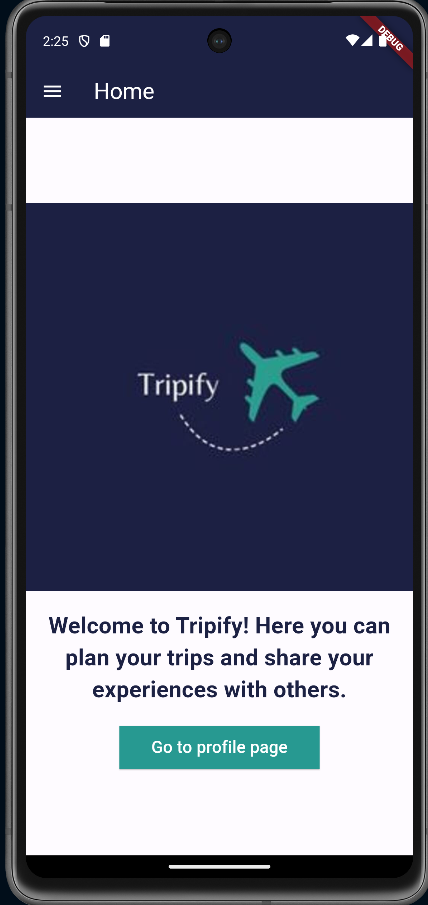 2:25
DEBUG
Home
Tripify
Welcome to Tripify! Here you can
plan your trips and share your
experiences with others.
Go to profile page